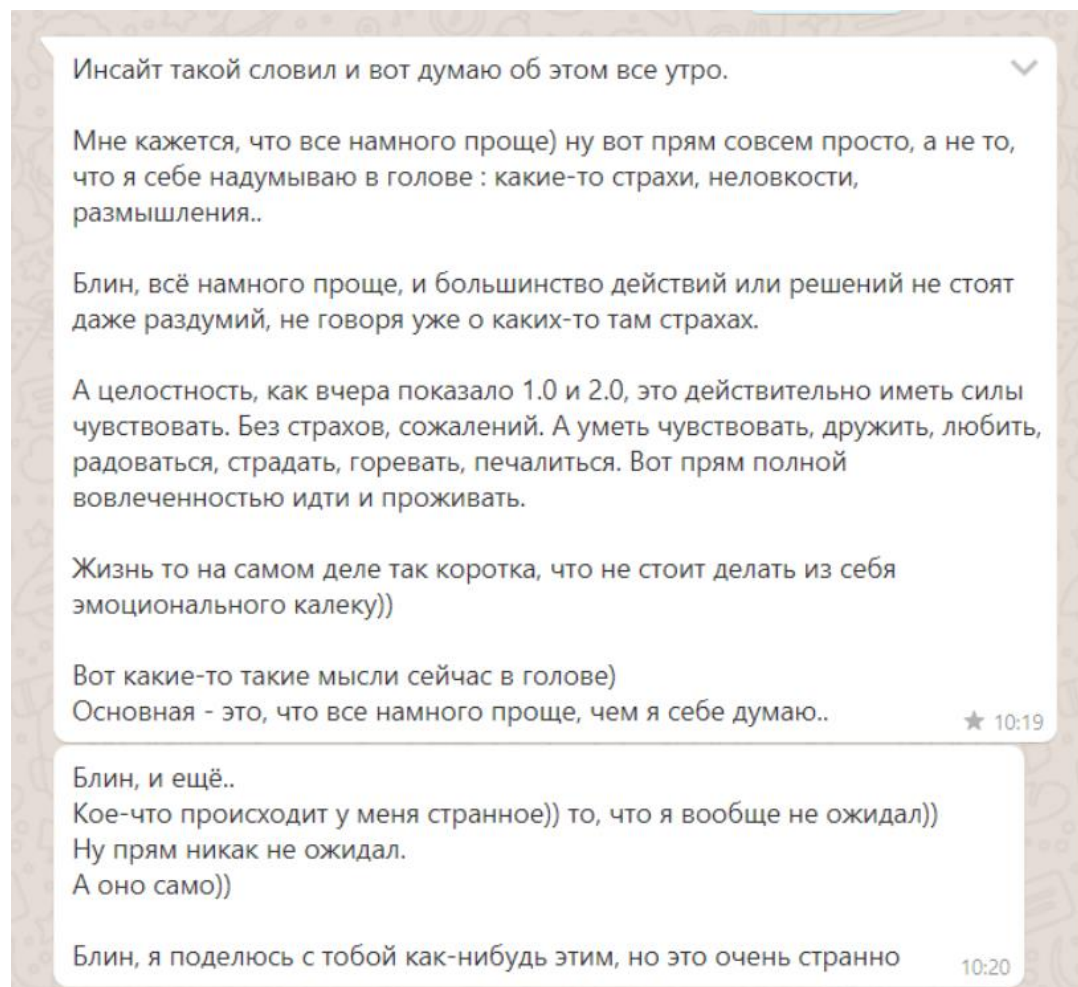 Инсайт такой словил и вот думаю об этом все утро.
Мне кажется, что все намного проще) ну вот прям совсем просто, а не то,
что я себе надумываю в голове : какие-то страхи, неловкости,
размышления..
Блин, всё намного проще, и большинство действий или решений не стоят
даже раздумий, не говоря уже о каких-то там страхах.
А целостность, как вчера показало 1.0 и 2.0, это действительно иметь силы
чувствовать. Без страхов, сожалений. А уметь чувствовать, дружить, любить,
радоваться, страдать, горевать, печалиться. Вот прям полной
вовлеченностью идти и проживать.
Жизнь то на самом деле так коротка, что не стоит делать из себя
эмоционального калеку))
Вот какие-то такие мысли сейчас в голове)
Основная - это, что все намного проще, чем я себе думаю..
10:19
Блин, и ещё..
Кое-что происходит у меня странное)) то, что я вообще не ожидал))
Ну прям никак не ожидал.
А оно само))
Блин, я поделюсь с тобой как-нибудь этим, но это очень странно
10:20